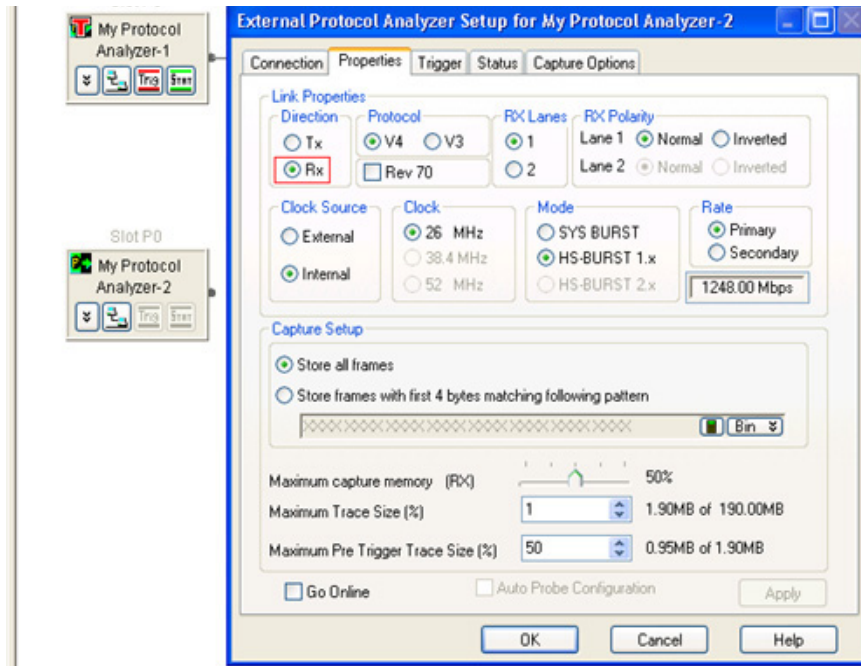 External Protocol Analyzer Setup for My Protocol Analyzer-2
My Protocol
Analyzer-1
Trig
Connection Properties Trigger Status Capture Options
Link Properties
Direction Protocol RX Lanes RX Polarity
Tx V4 V3 1 Lane 1 Normal Inverted
Rx Rev 70 2 Lane 2 Normal Inverted
Clock Source Clock Mode Rate
External 26 MHz SYS BURST Primary
38.4 MHz HS-BURST 1.x Secondary
Internal 52 MHz HS-BURST 2.x 1248.00 Mbps
Slot P0
My Protocol
Analyzer-2
Trig
Capture Setup
Store all frames
Store frames with first 4 bytes matching following pattern
Bin
Maximum capture memory (RX) 50%
Maximum Trace Size (%) 1 1.90MB of 190.00MB
Maximum Pre Trigger Trace Size (%) 50 0.95MB of 1.90MB
Go Online Auto Probe Configuration Apply
OK Cancel Help